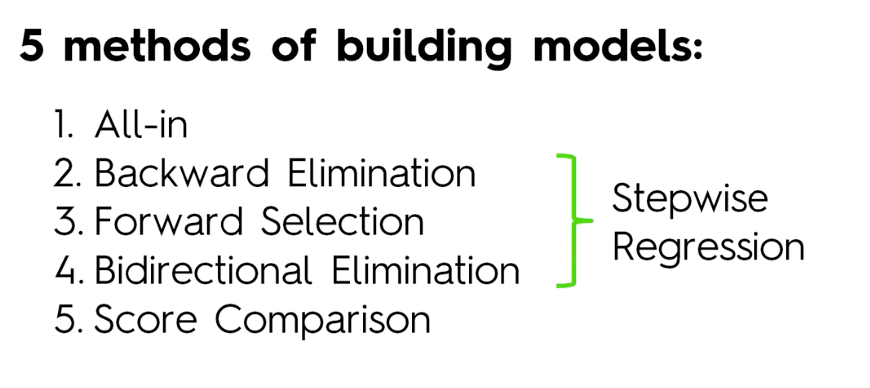 5 methods of building models:
1. All-in
2. Backward Elimination
3. Forward Selection
4. Bidirectional Elimination
5. Score Comparison
Stepwise
Regression